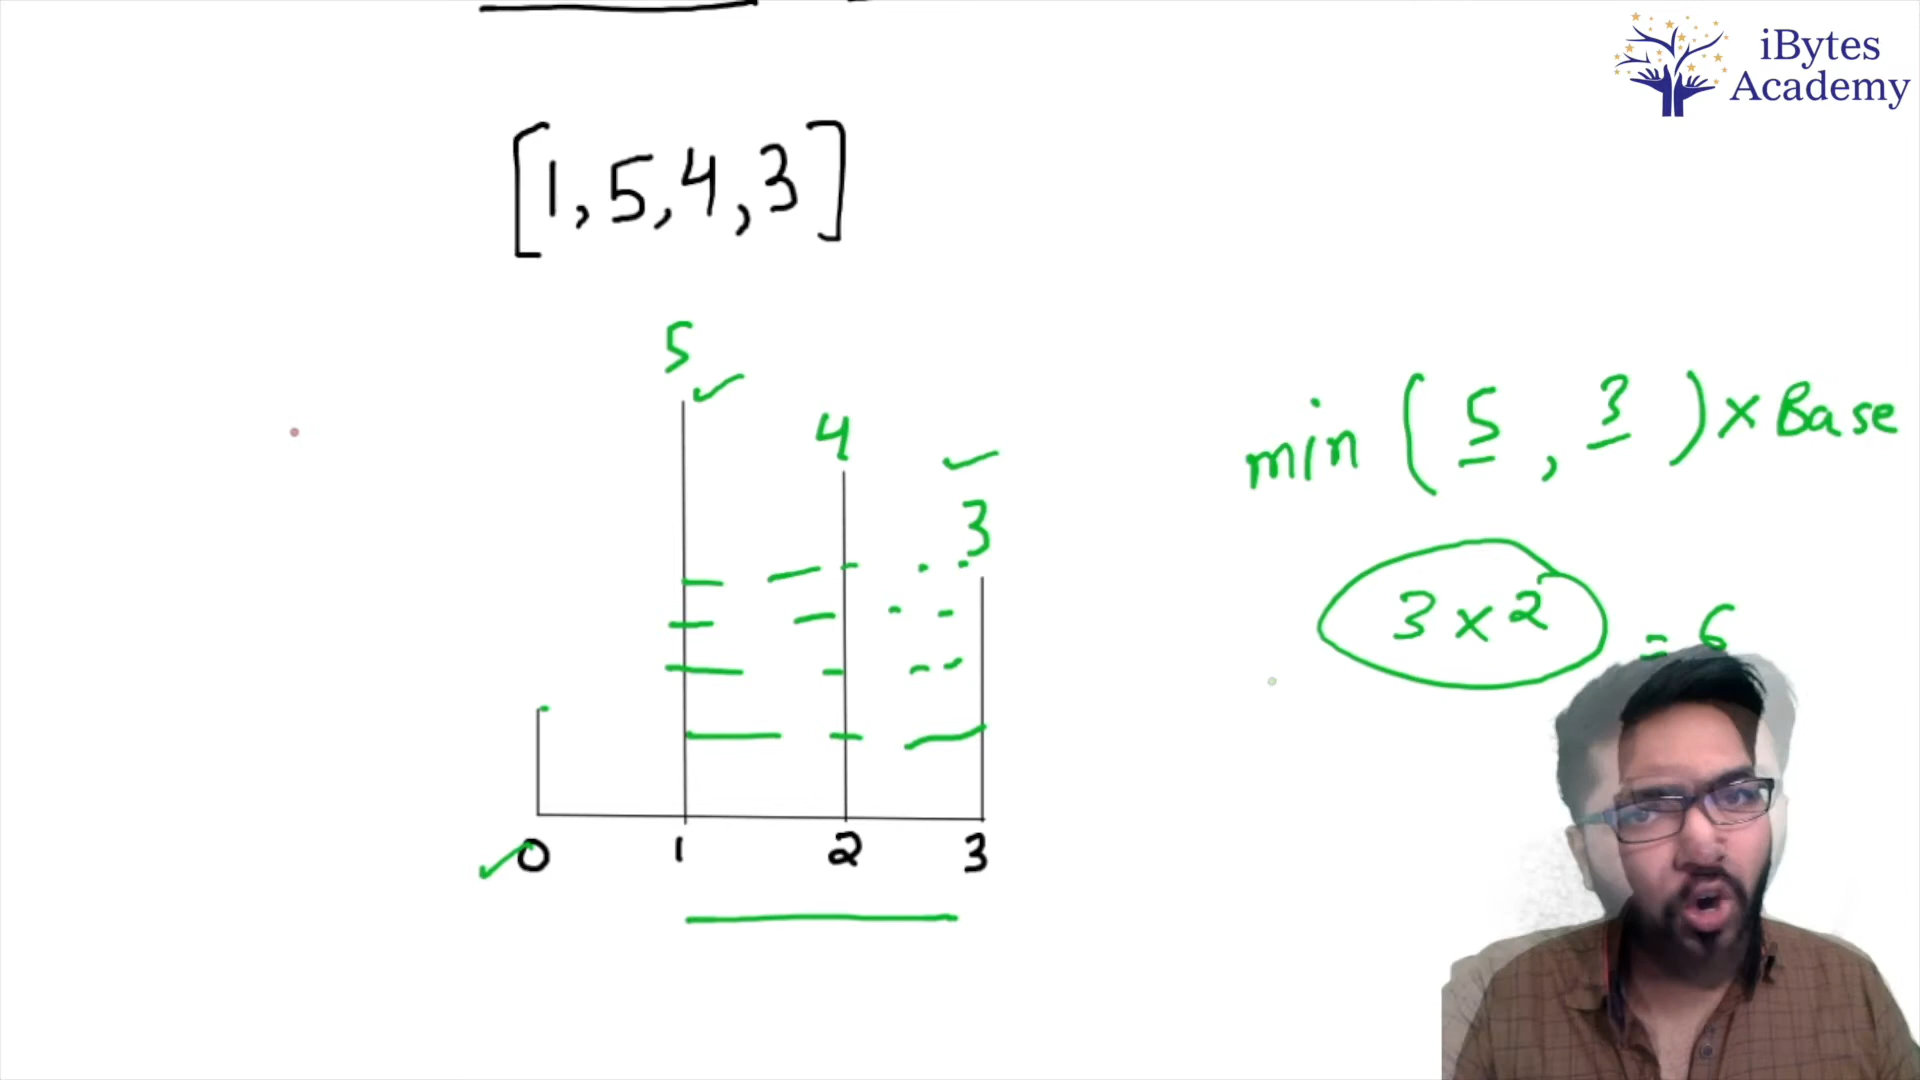 iBytes
Academy
[1, 5, 4, 3]
5
4
3
min ( 5 , 3 ) × Base
3 × 2 = 6
0 1 2 3